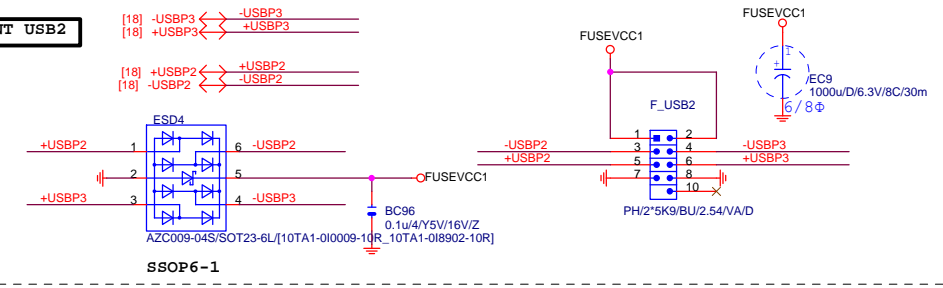 NT USB2
[18] -USBP3 -USBP3
[18] +USBP3 +USBP3
[18] +USBP2 +USBP2
[18] -USBP2 -USBP2
ESD4
+USBP2 1 6 -USBP2
2 5 FUSEVCC1
+USBP3 3 4 -USBP3
BC96
0.1u/4/Y5V/16V/Z
AZC009-04S/SOT23-6L/[10TA1-0I0009-10R_10TA1-0I8902-10R]
SSOP6-1
FUSEVCC1
F_USB2
1 2
-USBP2 3 4 -USBP3
+USBP2 5 6 +USBP3
7 8
10
PH/2*5K9/BU/2.54/VA/D
FUSEVCC1
1
+
EC9
1000u/D/6.3V/8C/30m
6/8Φ